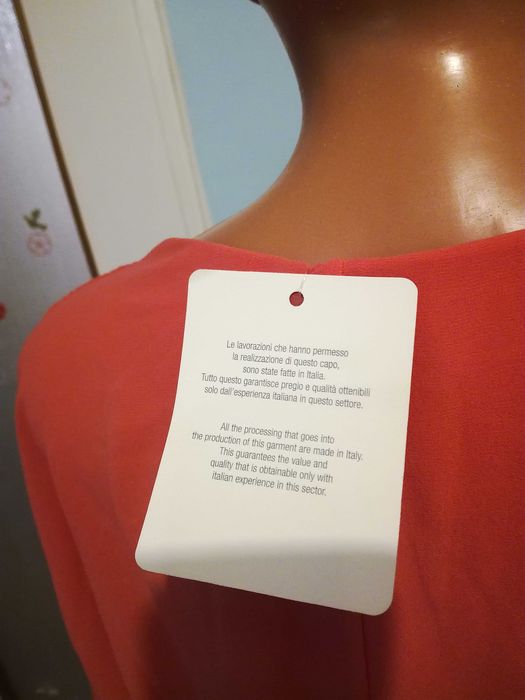 Le lavorazioni che hanno permesso
la realizzazione di questo capo,
sono state fatte in Italia.
Tutto questo garantisce pregio e qualità ottenibili
solo dall'esperienza italiana in questo settore.
All the processing that goes into
the production of this garment are made in Italy.
This guarantees the value and
quality that is obtainable only with
italian experience in this sector.